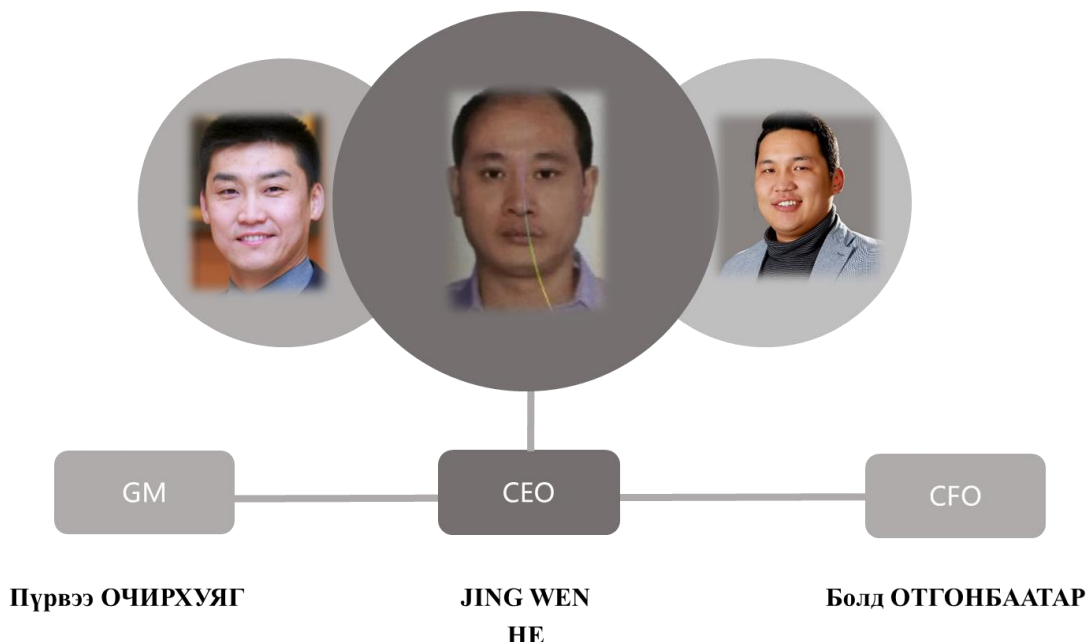 GM
CEO
CFO
Пүрвээ ОЧИРХУЯГ
JING WEN
HE
Болд ОТГОНБААТАР